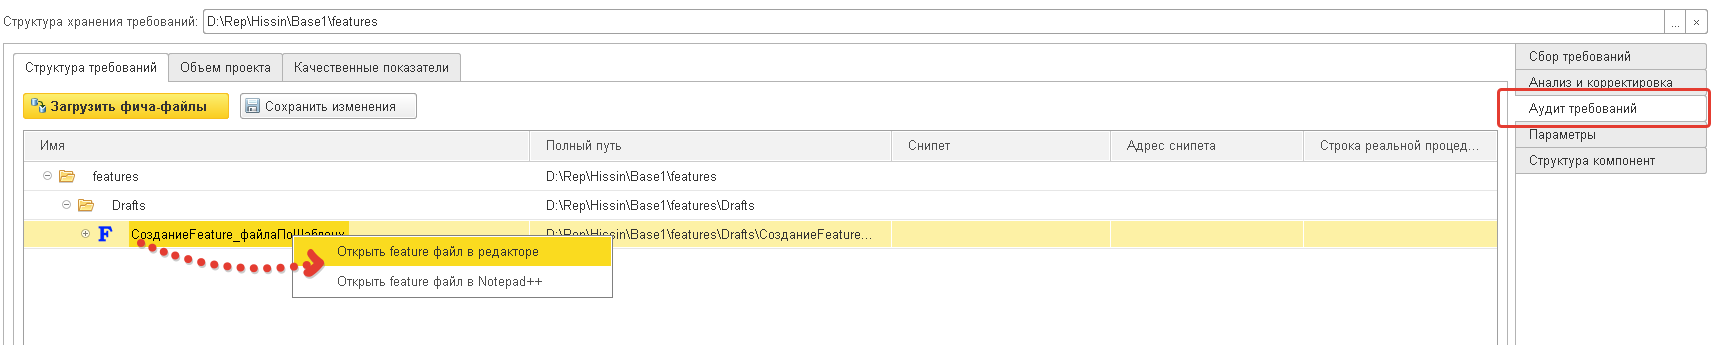 Структура хранения требований: D:\Rep\Hissin\Base1\features ... ×
Структура требований Объем проекта Качественные показатели
Загрузить фича-файлы Сохранить изменения
Имя Полный путь Снипет Адрес снипета Строка реальной процед...
features D:\Rep\Hissin\Base1\features
Drafts D:\Rep\Hissin\Base1\features\Drafts
F СозданиеFeature_файлаПоШаблону D:\Rep\Hissin\Base1\features\Drafts\СозданиеFeature...
Открыть feature файл в редакторе
Открыть feature файл в Notepad++
Сбор требований
Анализ и корректировка
Аудит требований
Параметры
Структура компонент